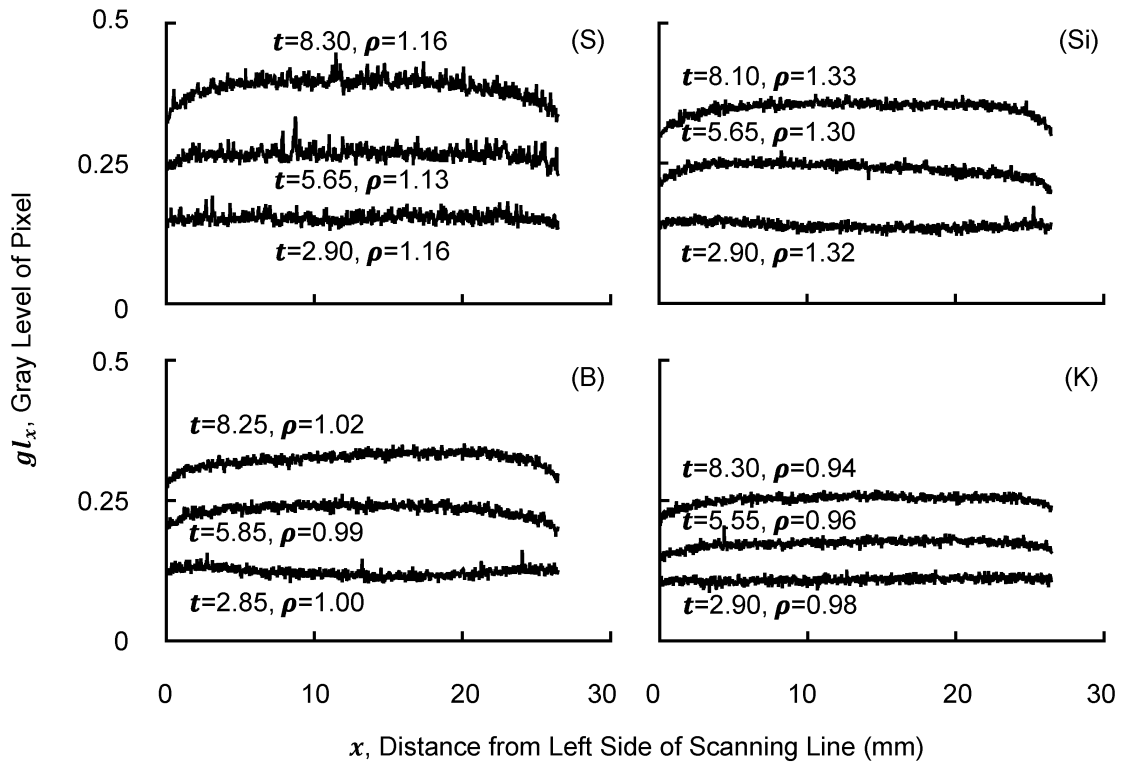 0.5
(S)
t=8.30, ρ=1.16
0.25
t=5.65, ρ=1.13
t=2.90, ρ=1.16
0
(Si)
t=8.10, ρ=1.33
t=5.65, ρ=1.30
t=2.90, ρ=1.32
gl_x, Gray Level of Pixel
0.5
(B)
t=8.25, ρ=1.02
0.25
t=5.85, ρ=0.99
t=2.85, ρ=1.00
0
(K)
t=8.30, ρ=0.94
t=5.55, ρ=0.96
t=2.90, ρ=0.98
0 10 20 30
0 10 20 30
x, Distance from Left Side of Scanning Line (mm)